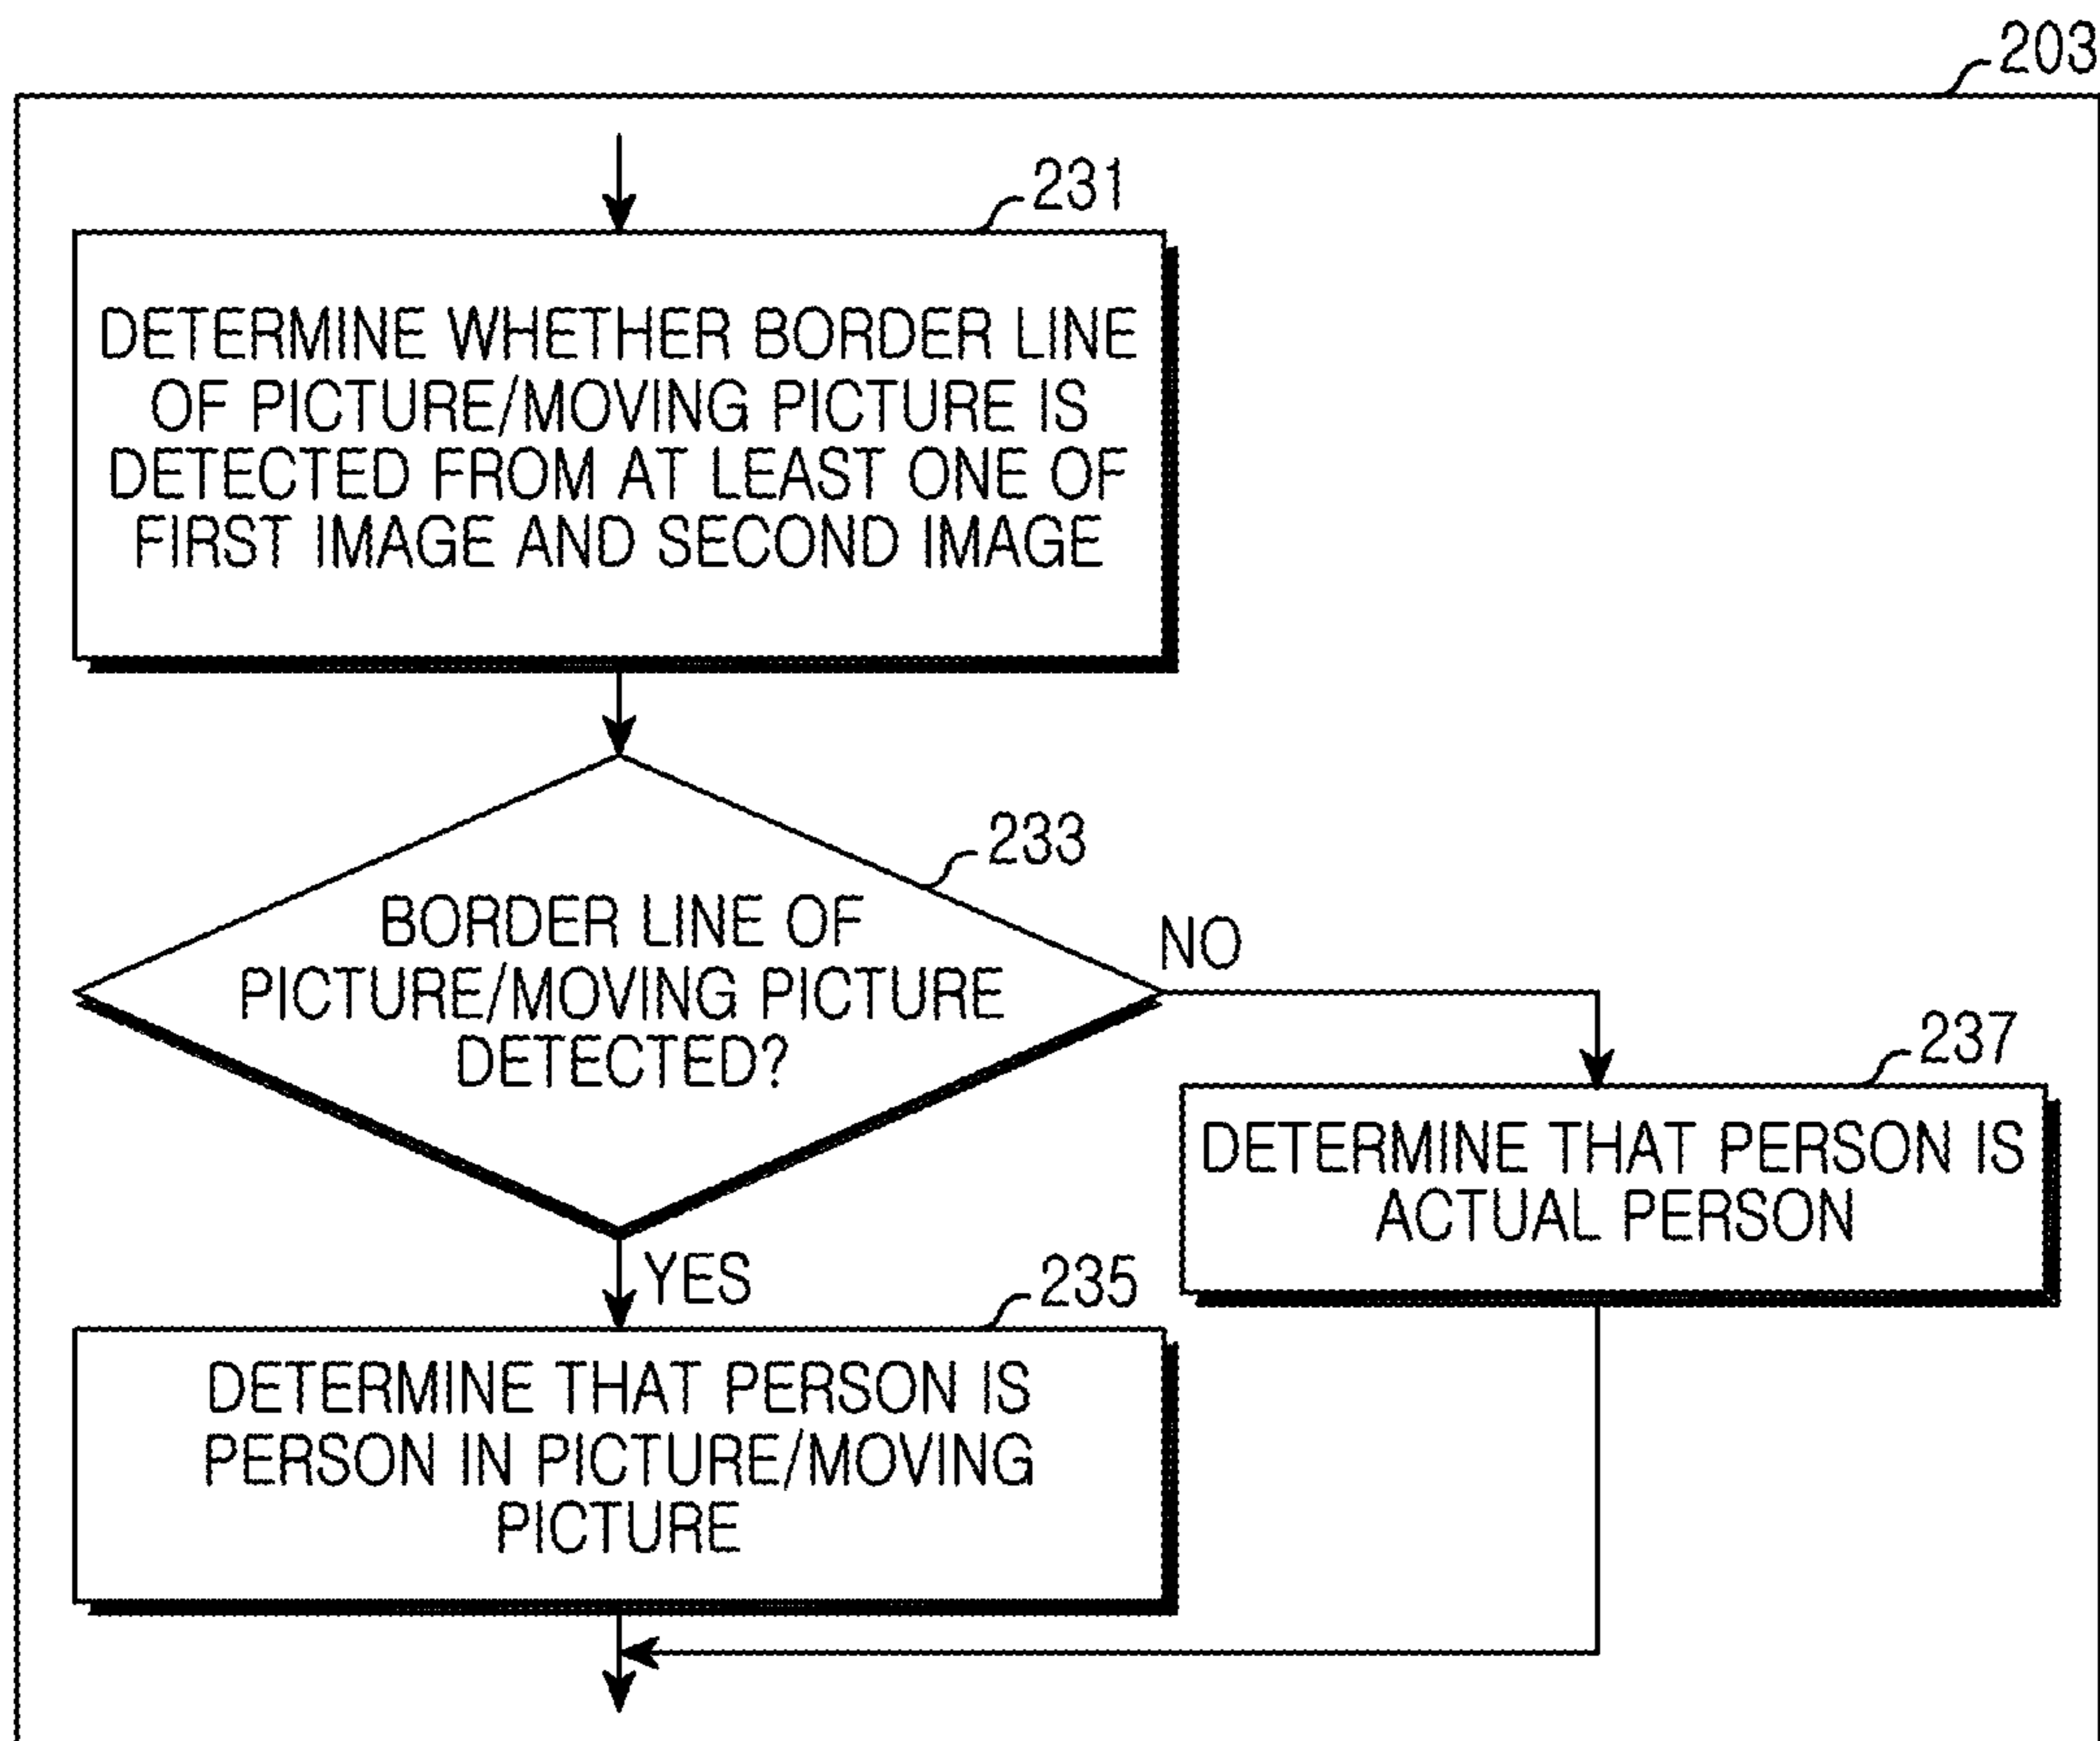 203
231
DETERMINE WHETHER BORDER LINE
OF PICTURE/MOVING PICTURE IS
DETECTED FROM AT LEAST ONE OF
FIRST IMAGE AND SECOND IMAGE
233
BORDER LINE OF
PICTURE/MOVING PICTURE
DETECTED?
NO
237
DETERMINE THAT PERSON IS
ACTUAL PERSON
YES
235
DETERMINE THAT PERSON IS
PERSON IN PICTURE/MOVING
PICTURE